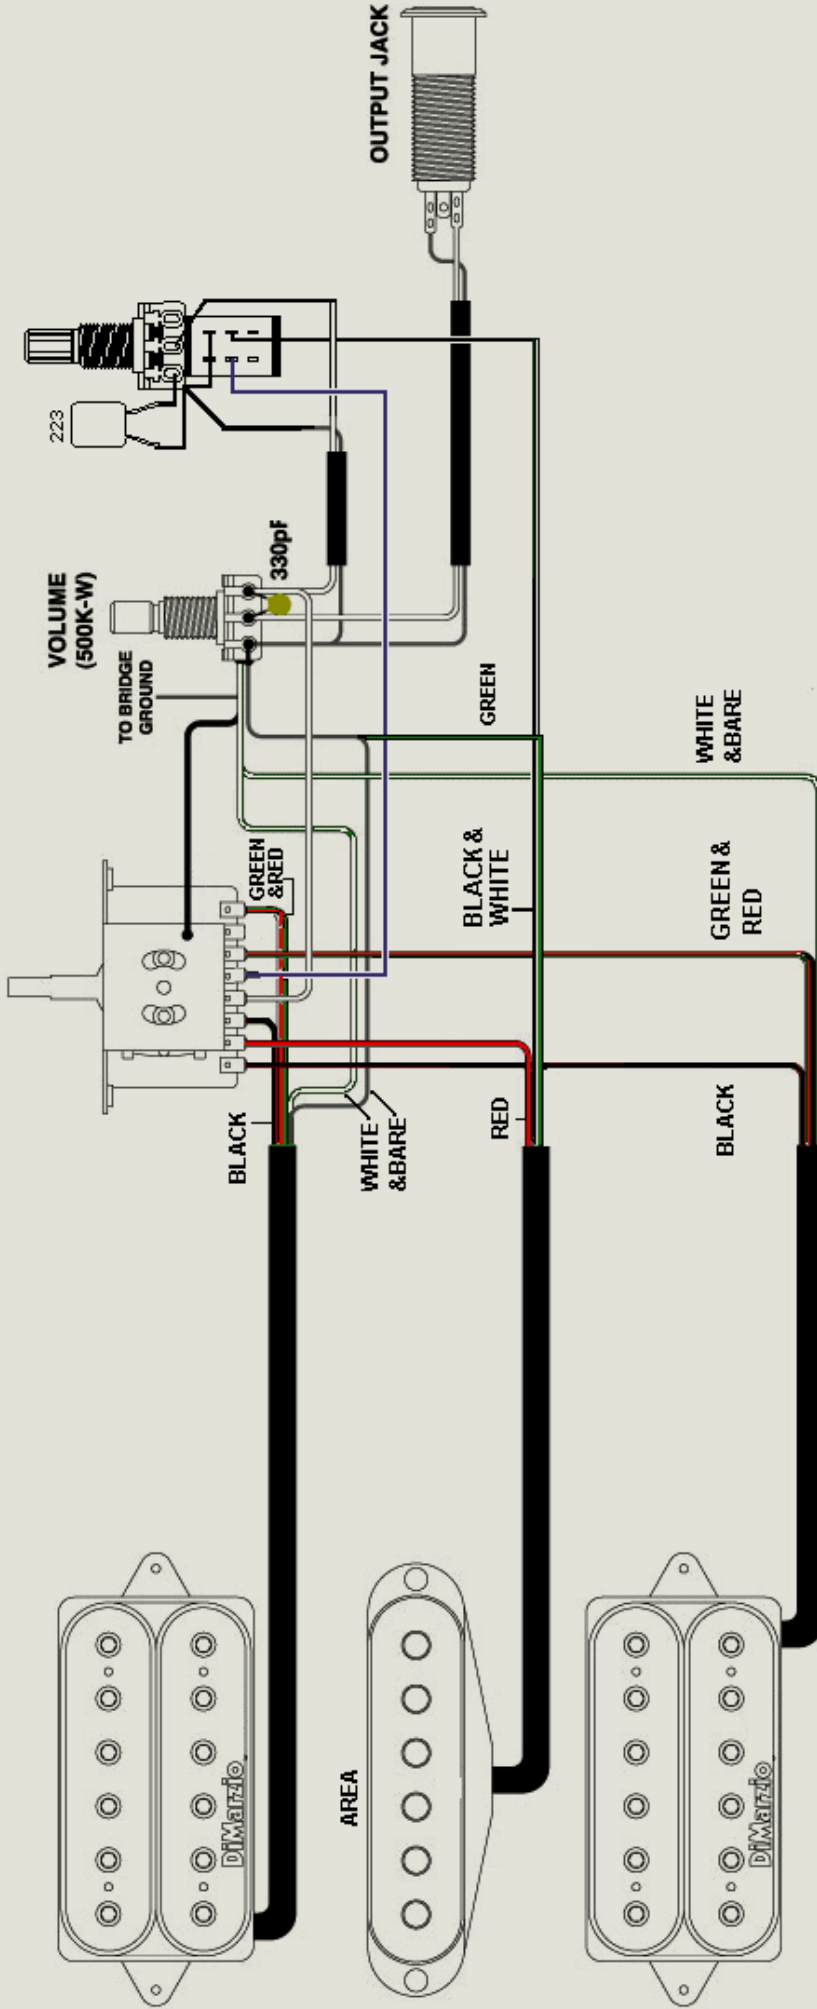 OUTPUT JACK
223
330pF
VOLUME
(500K-W)
TO BRIDGE
GROUND
GREEN
WHITE
&BARE
GREEN
&RED
BLACK &
WHITE
GREEN &
RED
BLACK
WHITE
&BARE
RED
BLACK
DiMarzio
AREA
DiMarzio